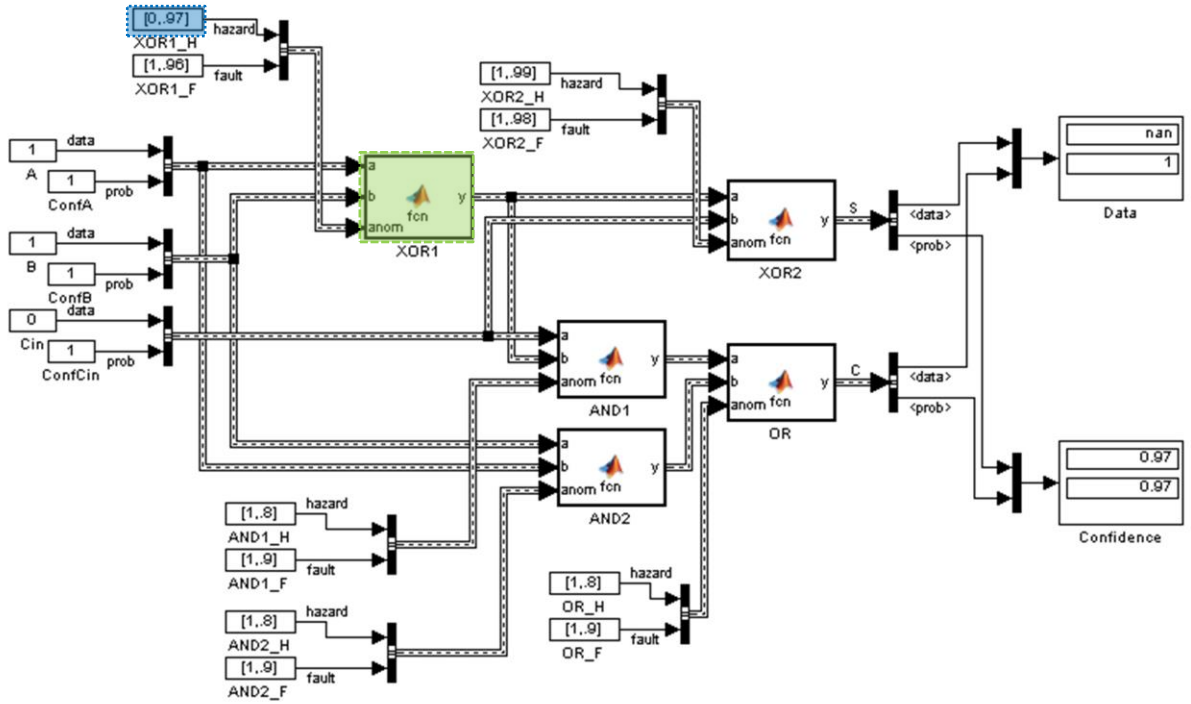 [0,.97]
hazard
XOR1_H
[1,.96]
fault
XOR1_F
[1,.99]
hazard
XOR2_H
[1,.98]
fault
XOR2_F
1
data
A
1
prob
ConfA
1
data
B
1
prob
ConfB
0
data
Cin
1
prob
ConfCin
a
b
anom
fcn
y
XOR1
a
b
anom
fcn
y
XOR2
S
<data>
<prob>
nan
1
Data
a
b
anom
fcn
y
AND1
a
b
anom
fcn
y
OR
C
<data>
<prob>
a
b
anom
fcn
y
AND2
0.97
0.97
Confidence
[1,.8]
hazard
AND1_H
[1,.9]
fault
AND1_F
[1,.8]
hazard
OR_H
[1,.9]
fault
OR_F
[1,.8]
hazard
AND2_H
[1,.9]
fault
AND2_F